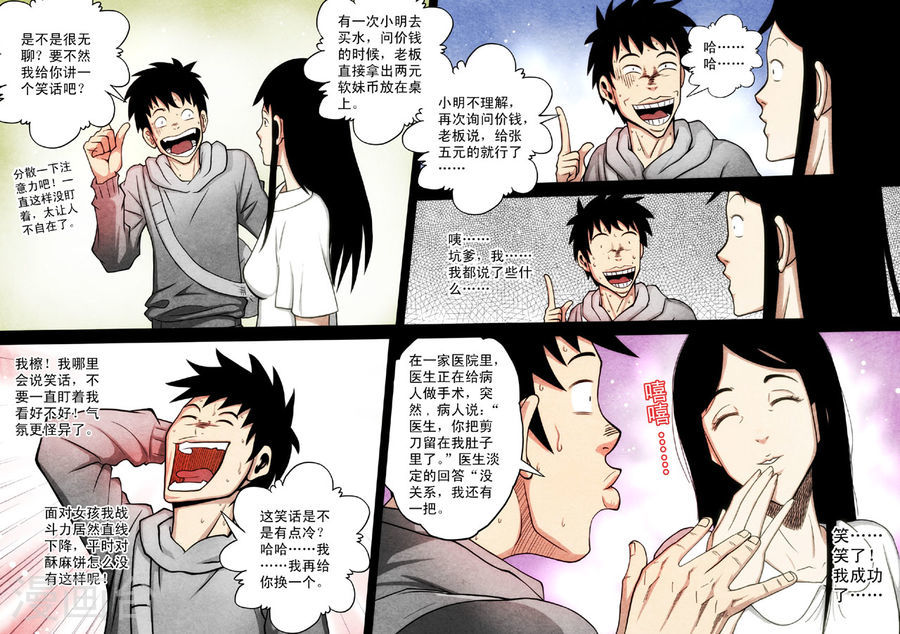 是不是很无
聊？要不然
我给你讲一
个笑话吧？
分散一下注
意力吧！一
直这样没盯
着，太让人
不自在了。
有一次小明去
买水，问价钱
的时候，老板
直接拿出两元
软妹币放在桌
上。
小明不理解，
再次询问价钱，
老板说，给张
五元的就行了
……
哈……
哈……
咦……
坑爹，我……
我都说了些什
么……
我檫！我哪里
会说笑话，不
要一直盯着我
看好不好！气
氛更怪异了。
面对女孩我战
斗力居然直线
下降，平时对
酥麻饼怎么没
有这样呢！
这笑话是不
是有点冷？
哈哈……我
……我再给
你换一个。
在一家医院里，
医生正在给病
人做手术，突
然，病人说：“
医生，你把剪
刀留在我肚子
里了。”医生淡
定的回答“没
关系，我还有
一把。
嘻
嘻
……
笑……
笑了！
我成功
了……